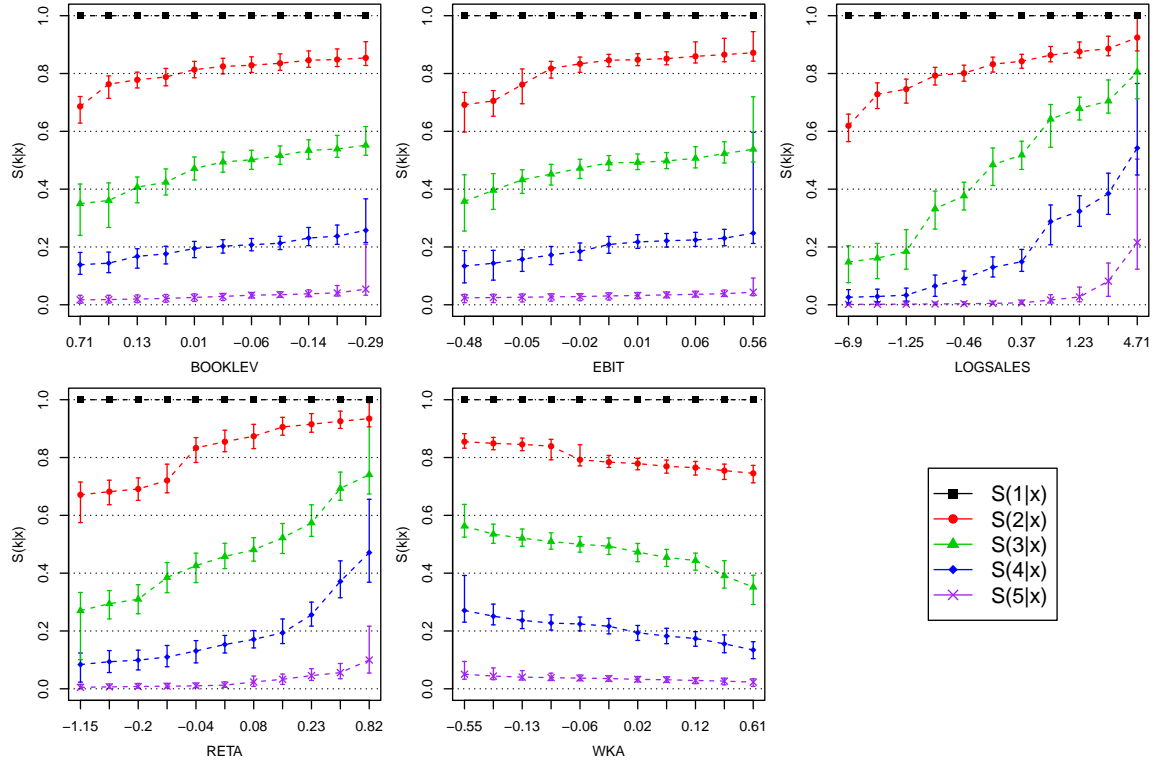 S(k|x)
0.0 0.2 0.4 0.6 0.8 1.0
0.71 0.13 0.01 −0.06 −0.14 −0.29
BOOKLEV
S(k|x)
0.0 0.2 0.4 0.6 0.8 1.0
−0.48 −0.05 −0.02 0.01 0.06 0.56
EBIT
S(k|x)
0.0 0.2 0.4 0.6 0.8 1.0
−6.9 −1.25 −0.46 0.37 1.23 4.71
LOGSALES
S(k|x)
0.0 0.2 0.4 0.6 0.8 1.0
−1.15 −0.2 −0.04 0.08 0.23 0.82
RETA
S(k|x)
0.0 0.2 0.4 0.6 0.8 1.0
−0.55 −0.13 −0.06 0.02 0.12 0.61
WKA
S(1|x)
S(2|x)
S(3|x)
S(4|x)
S(5|x)